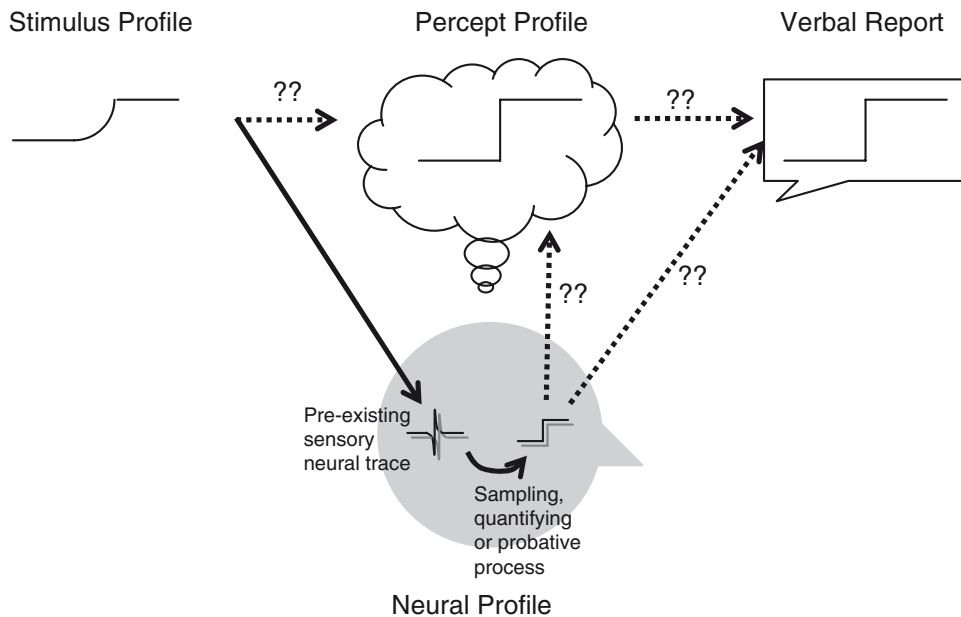 Stimulus Profile
Percept Profile
Verbal Report
??
??
??
??
Pre-existing
sensory
neural trace
Sampling,
quantifying
or probative
process
Neural Profile